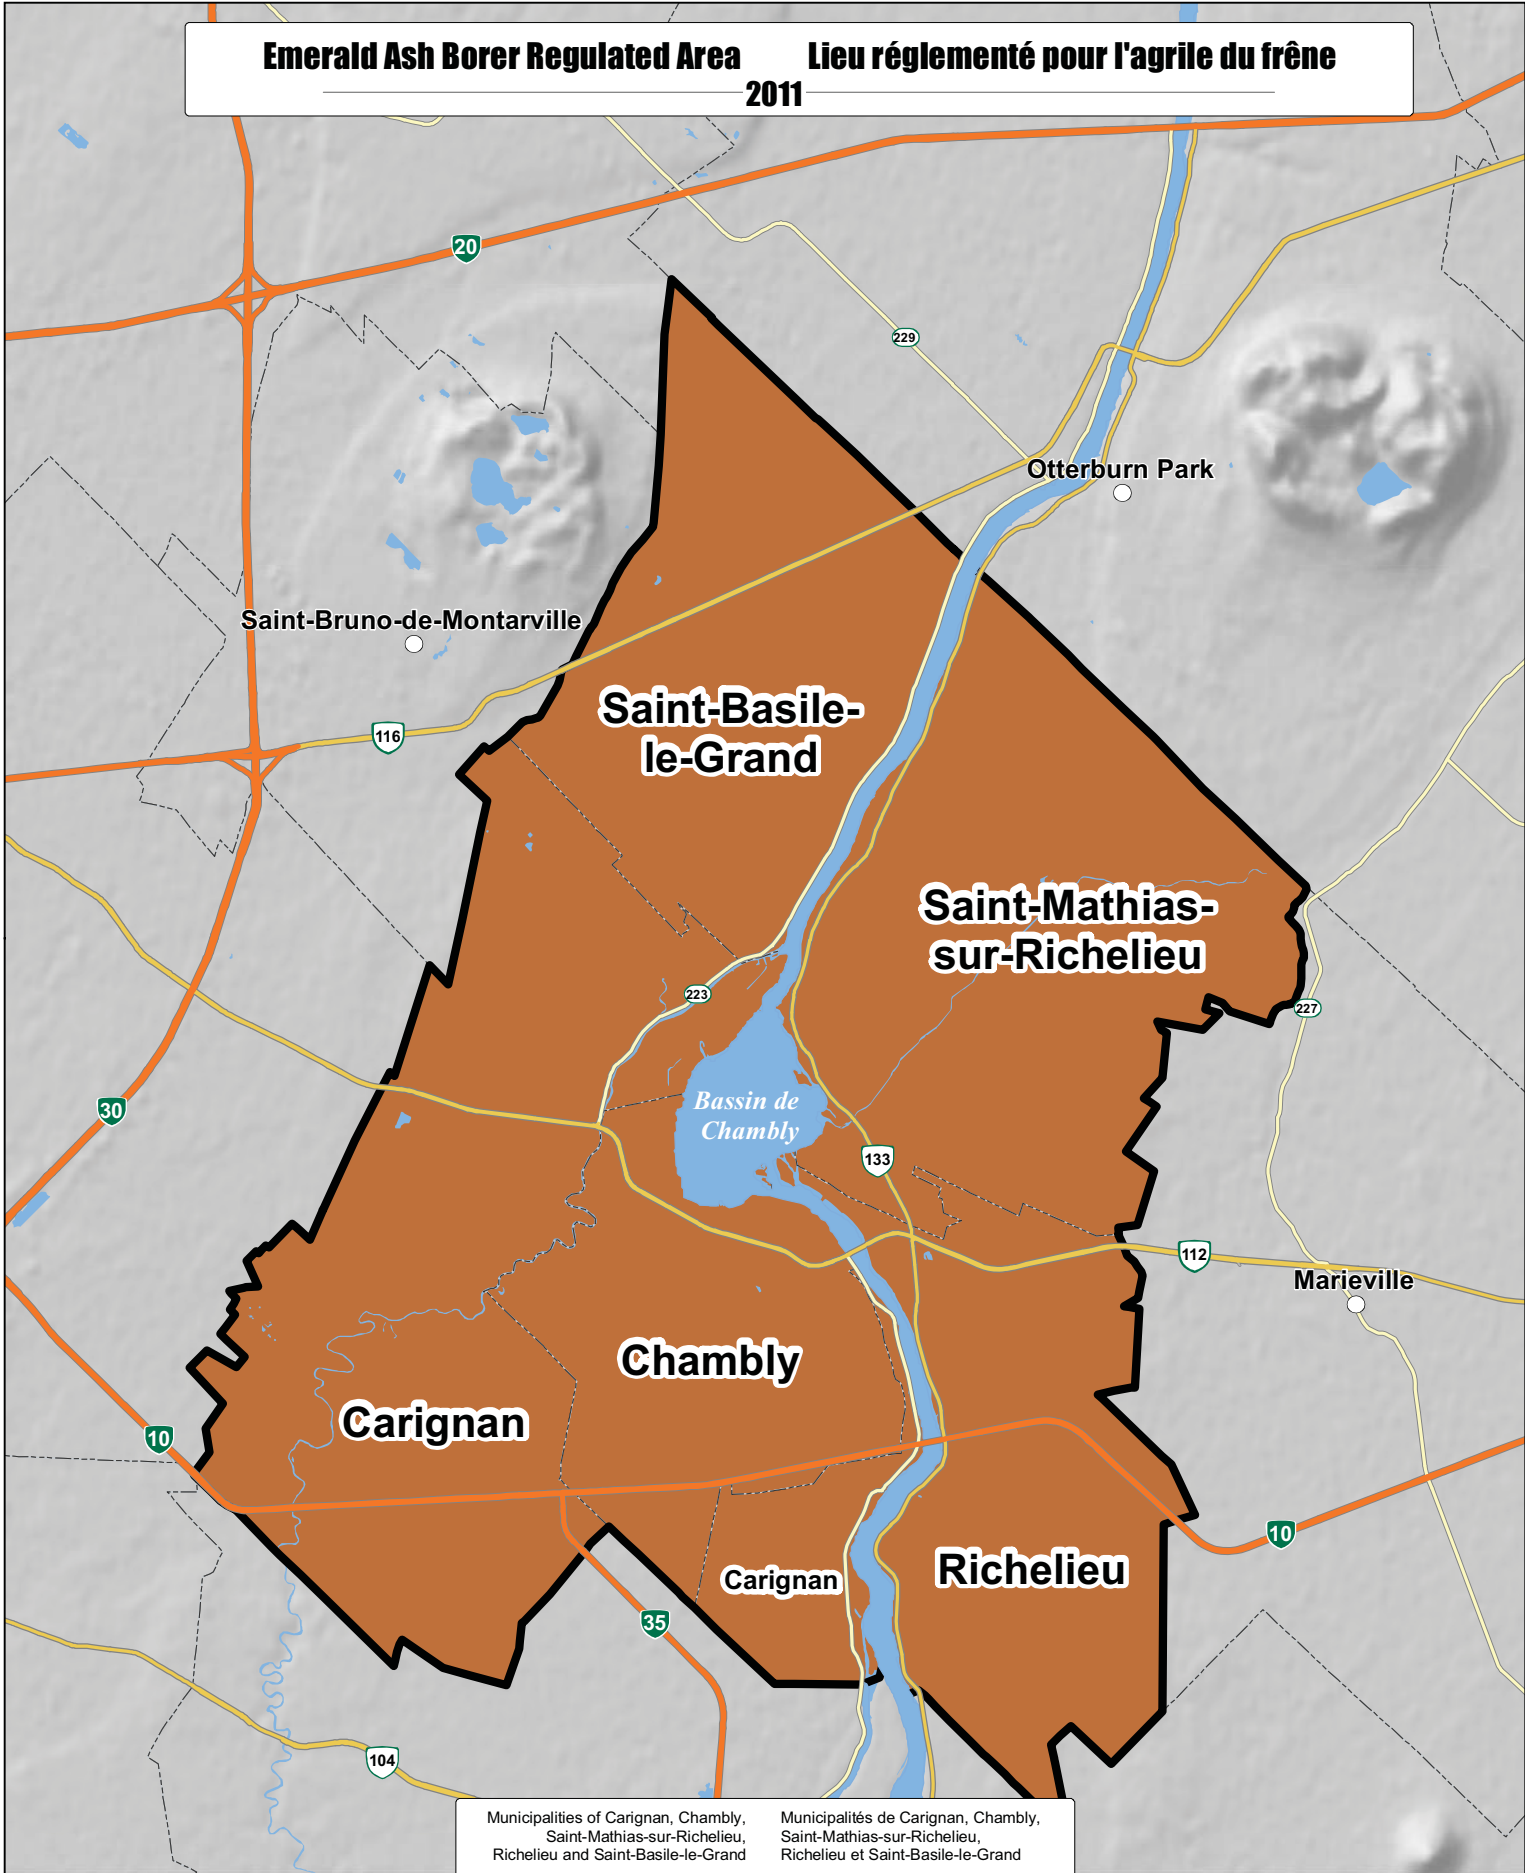 Emerald Ash Borer Regulated Area
Lieu réglementé pour l'agrile du frêne
2011
20
229
Otterburn Park
Saint-Bruno-de-Montarville
116
Saint-Basile-
le-Grand
Saint-Mathias-
sur-Richelieu
223
227
30
Bassin de
Chambly
133
112
Marieville
Chambly
Carignan
10
10
Richelieu
Carignan
35
104
Municipalities of Carignan, Chambly,
Saint-Mathias-sur-Richelieu,
Richelieu and Saint-Basile-le-Grand
Municipalités de Carignan, Chambly,
Saint-Mathias-sur-Richelieu,
Richelieu et Saint-Basile-le-Grand